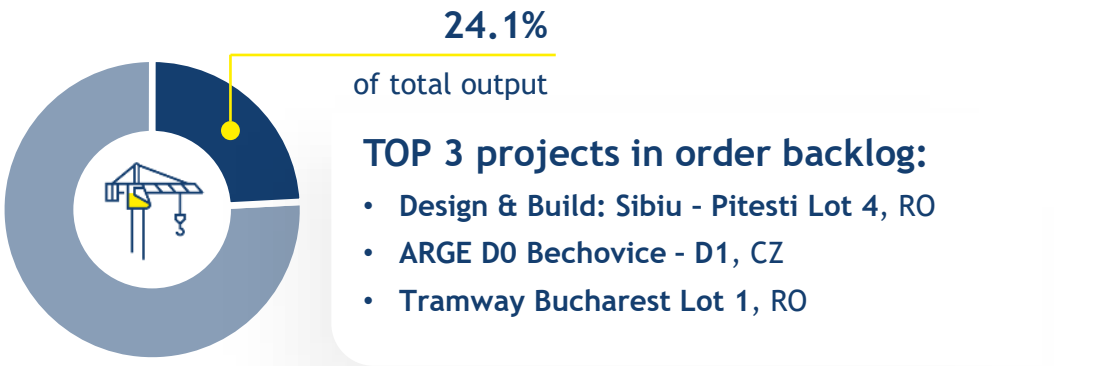 24.1%
of total output
TOP 3 projects in order backlog:
• Design & Build: Sibiu – Pitesti Lot 4, RO
• ARGE D0 Bechovice – D1, CZ
• Tramway Bucharest Lot 1, RO